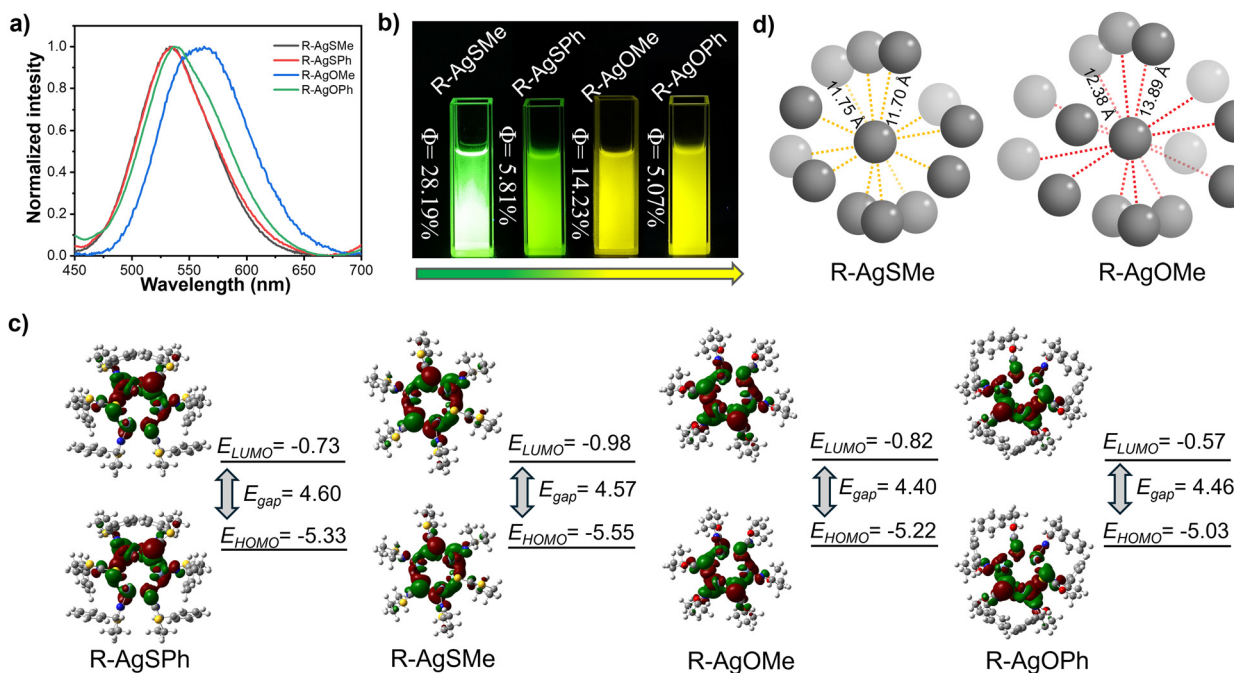 a)
Normalized intesity
1.0
0.8
0.6
0.4
0.2
0.0
450
500
550
600
650
700
Wavelength (nm)
R-AgSMe
R-AgSPh
R-AgOMe
R-AgOPh
b)
R-AgSMe
R-AgSPh
R-AgOMe
R-AgOPh
Φ= 28.19%
Φ= 5.81%
Φ= 14.23%
Φ= 5.07%
d)
11.75 Å
11.70 Å
R-AgSMe
12.38 Å
13.89 Å
R-AgOMe
c)
E_LUMO= -0.73
E_gap= 4.60
E_HOMO= -5.33
R-AgSPh
E_LUMO= -0.98
E_gap= 4.57
E_HOMO= -5.55
R-AgSMe
E_LUMO= -0.82
E_gap= 4.40
E_HOMO= -5.22
R-AgOMe
E_LUMO= -0.57
E_gap= 4.46
E_HOMO= -5.03
R-AgOPh